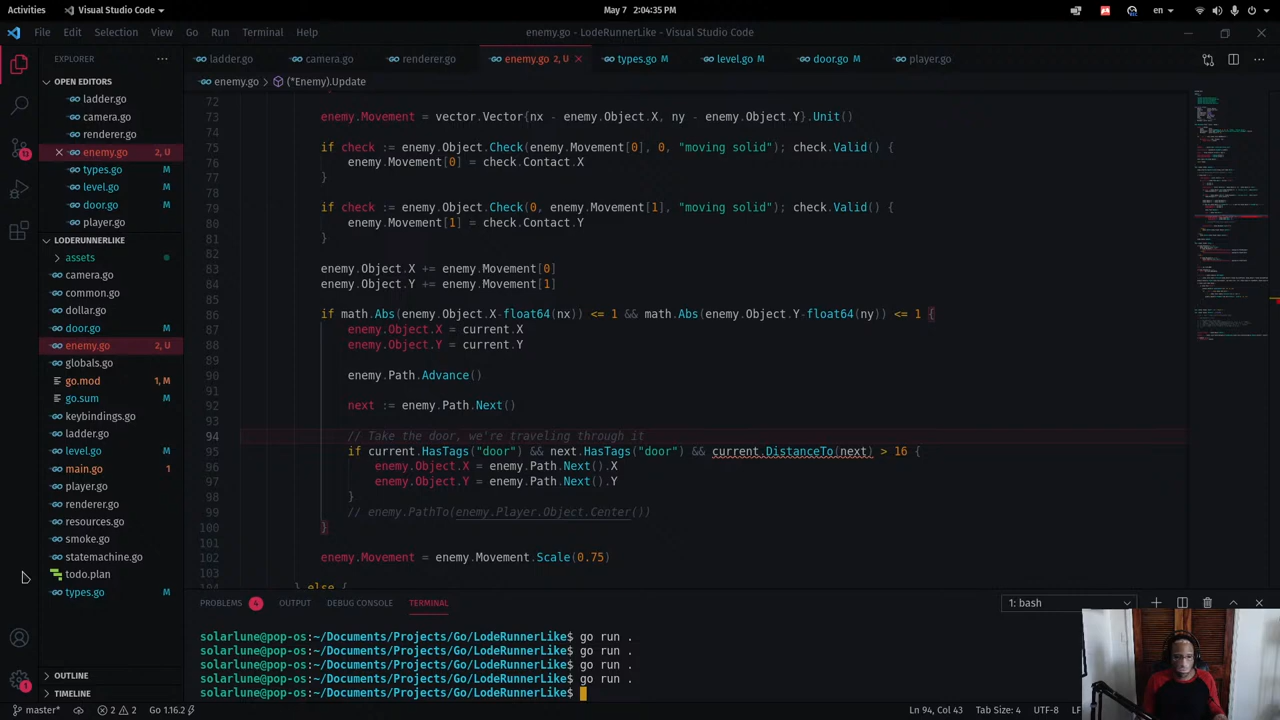 Activities
Visual Studio Code
May 7  2:04:35 PM
en
File Edit Selection View Go Run Terminal Help
enemy.go - LodeRunnerLike - Visual Studio Code
EXPLORER
ladder.go
camera.go
renderer.go
enemy.go 2, U
types.go M
level.go M
door.go M
player.go
OPEN EDITORS
ladder.go
camera.go
renderer.go
enemy.go 2, U
types.go M
level.go M
door.go M
player.go
LODERUNNERLIKE
assets
camera.go
common.go
dollar.go
door.go M
enemy.go 2, U
globals.go
go.mod 1, M
go.sum M
keybindings.go
ladder.go
level.go M
main.go 1
player.go
renderer.go
resources.go
smoke.go
statemachine.go
todo.plan
types.go M
OUTLINE
TIMELINE
enemy.go > (*Enemy).Update
72
73 enemy.Movement = vector.Vector{nx - enemy.Object.X, ny - enemy.Object.Y}.Unit()
74
75 if check := enemy.Object.Check(enemy.Movement[0], 0, "moving solid"); check.Valid() {
76 enemy.Movement[0] = check.Contact.X
77 }
78
79 if check := enemy.Object.Check(0, enemy.Movement[1], "moving solid"); check.Valid() {
80 enemy.Movement[1] = check.Contact.Y
81 }
82
83 enemy.Object.X += enemy.Movement[0]
84 enemy.Object.Y += enemy.Movement[1]
85
86 if math.Abs(enemy.Object.X-float64(nx)) <= 1 && math.Abs(enemy.Object.Y-float64(ny)) <= 1 {
87 enemy.Object.X = current.X
88 enemy.Object.Y = current.Y
89
90 enemy.Path.Advance()
91
92 next := enemy.Path.Next()
93
94 // Take the door, we're traveling through it
95 if current.HasTags("door") && next.HasTags("door") && current.DistanceTo(next) > 16 {
96 enemy.Object.X = enemy.Path.Next().X
97 enemy.Object.Y = enemy.Path.Next().Y
98 }
99 // enemy.PathTo(enemy.Player.Object.Center())
100 }
101
102 enemy.Movement = enemy.Movement.Scale(0.75)
103
104 } else {
PROBLEMS 4 OUTPUT DEBUG CONSOLE TERMINAL
1: bash
solarlune@pop-os:~/Documents/Projects/Go/LodeRunnerLike$ go run .
solarlune@pop-os:~/Documents/Projects/Go/LodeRunnerLike$ go run .
solarlune@pop-os:~/Documents/Projects/Go/LodeRunnerLike$ go run .
solarlune@pop-os:~/Documents/Projects/Go/LodeRunnerLike$ go run .
solarlune@pop-os:~/Documents/Projects/Go/LodeRunnerLike$
master* 2 2 Go 1.16.2
Ln 94, Col 43 Tab Size: 4 UTF-8 LF